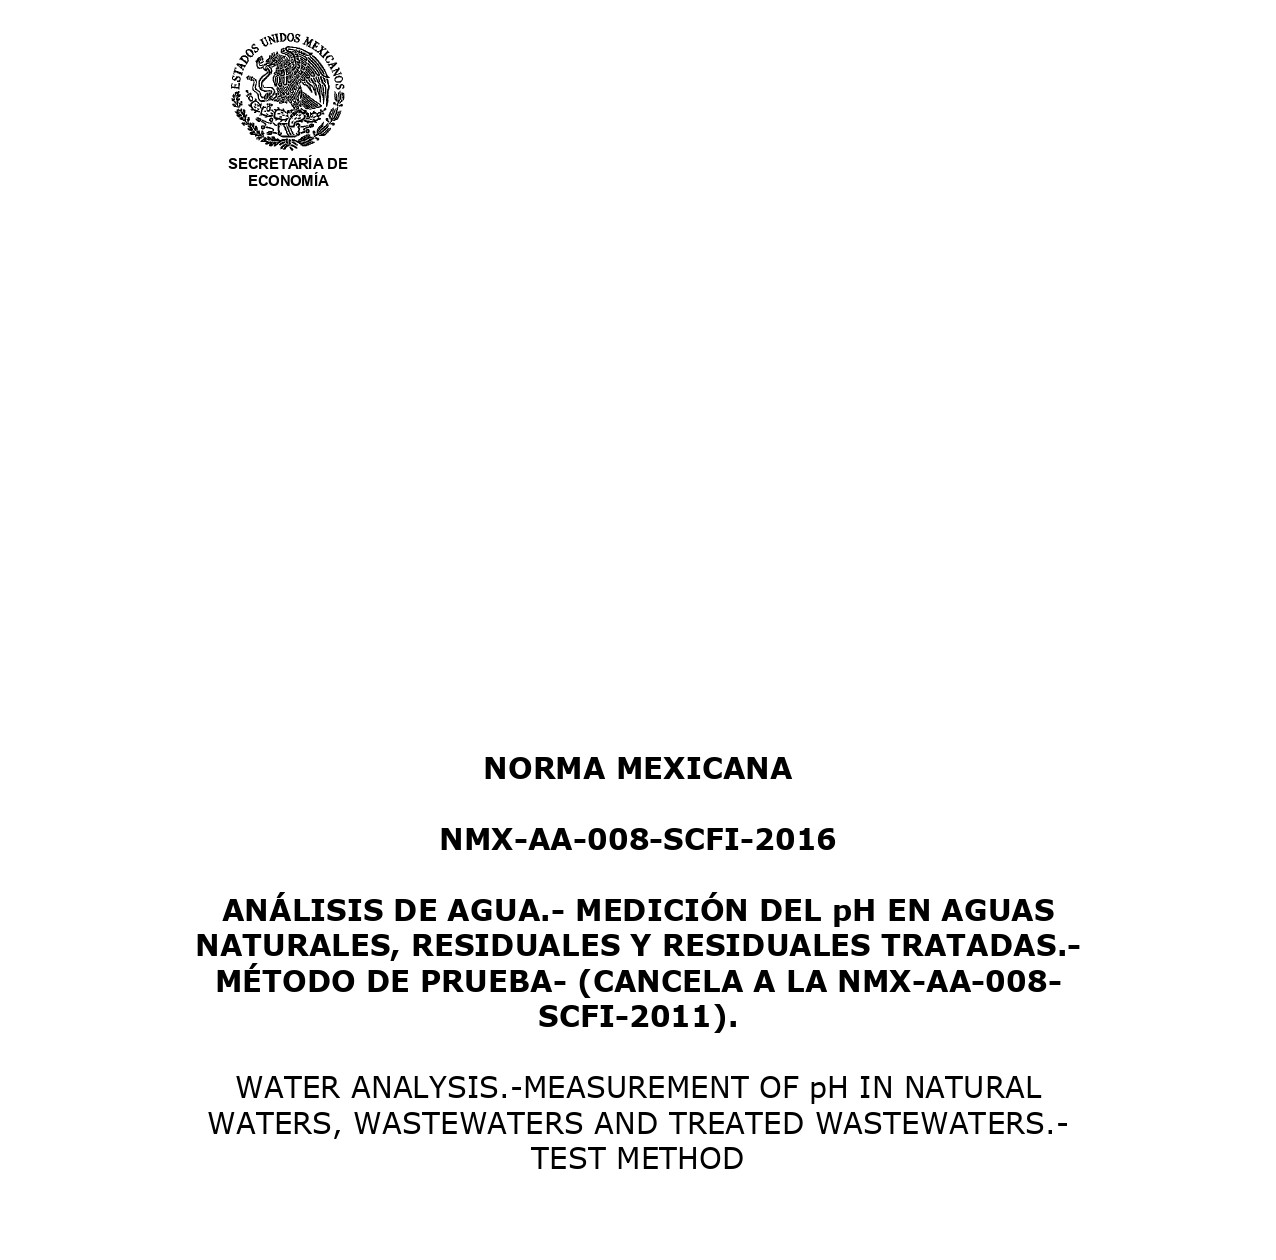 ESTADOS UNIDOS MEXICANOS
SECRETARÍA DE
ECONOMÍA
NORMA MEXICANA
NMX-AA-008-SCFI-2016
ANÁLISIS DE AGUA.- MEDICIÓN DEL pH EN AGUAS
NATURALES, RESIDUALES Y RESIDUALES TRATADAS.-
MÉTODO DE PRUEBA- (CANCELA A LA NMX-AA-008-
SCFI-2011).
WATER ANALYSIS.-MEASUREMENT OF pH IN NATURAL
WATERS, WASTEWATERS AND TREATED WASTEWATERS.-
TEST METHOD